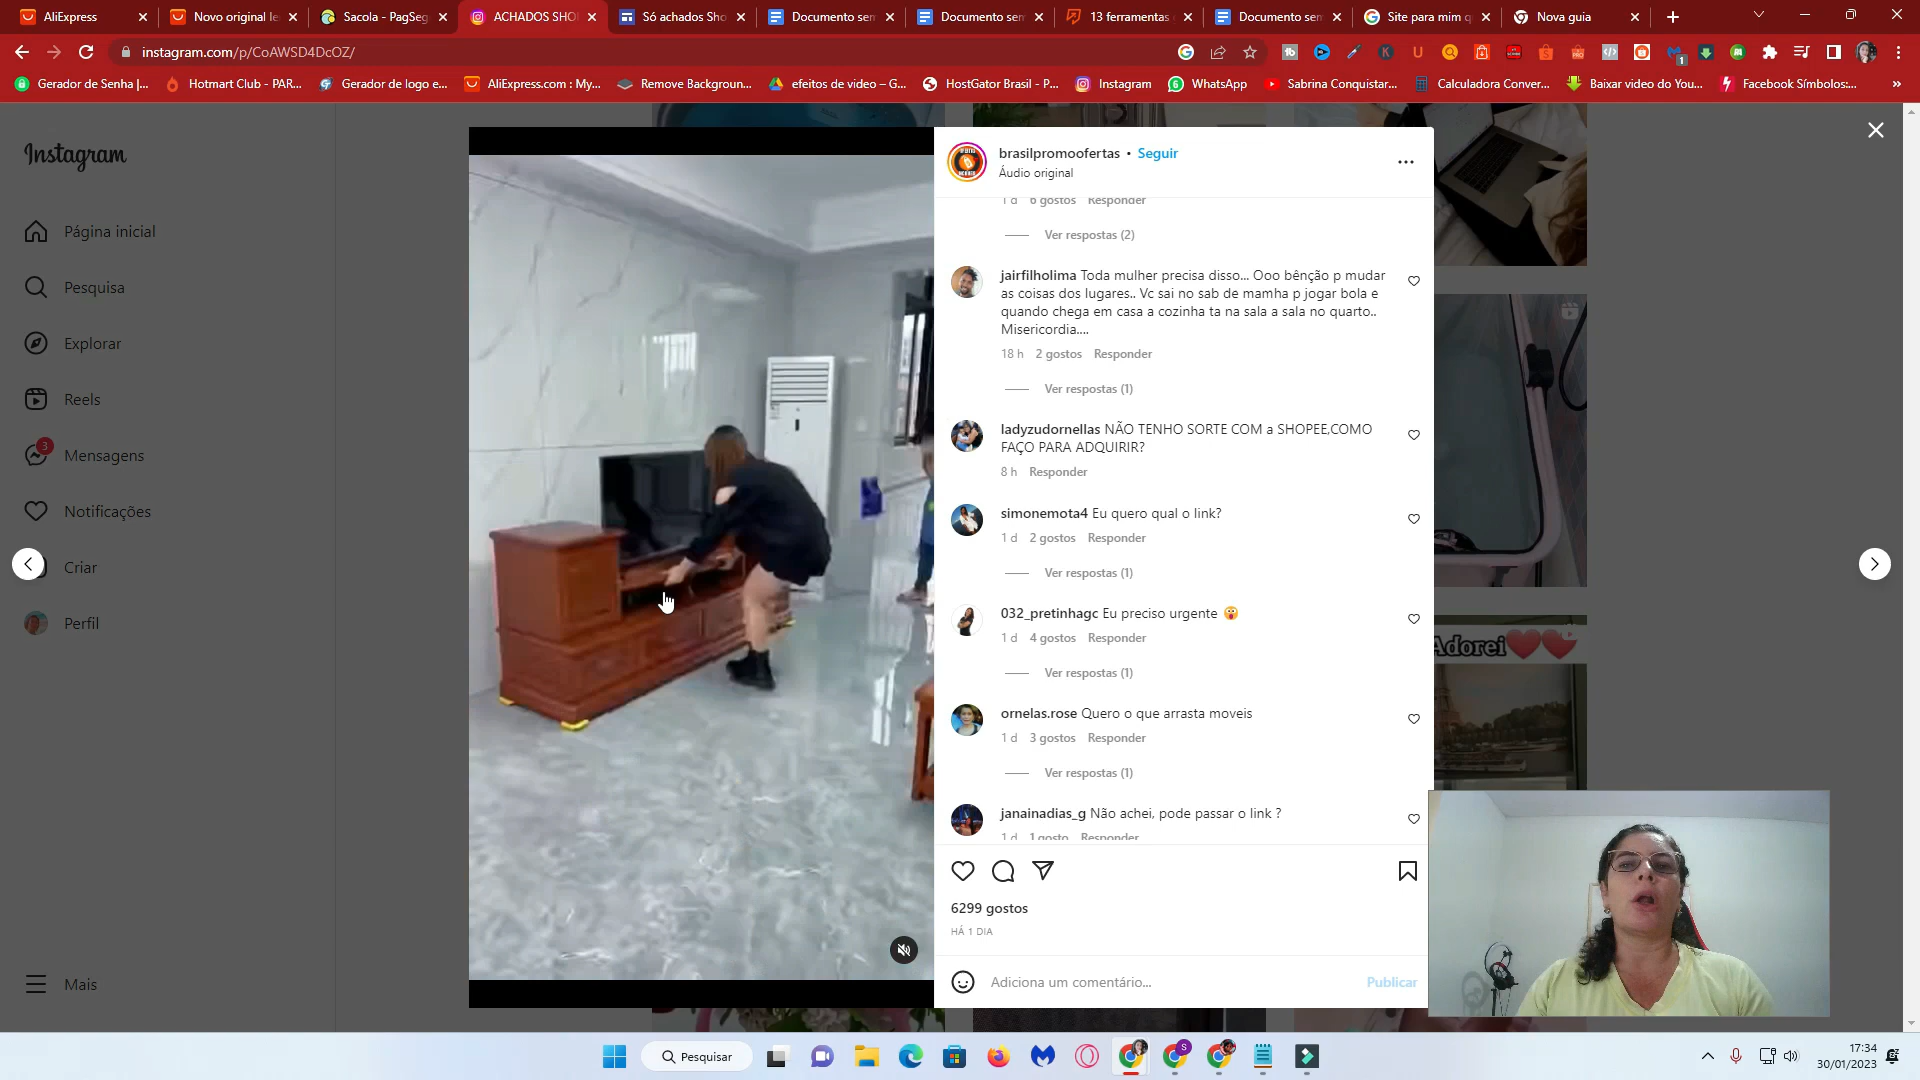 AliExpress
Novo original le
Sacola - PagSeg
ACHADOS SHO
Só achados Sho
Documento sem
Documento sem
13 ferramentas
Documento sem
Site para mim q
Nova guia
instagram.com/p/CoAWSD4DcOZ/
Gerador de Senha |...
Hotmart Club - PAR...
Gerador de logo e...
AliExpress.com : My...
Remove Backgroun...
efeitos de video – G...
HostGator Brasil - P...
Instagram
WhatsApp
Sabrina Conquistar...
Calculadora Conver...
Baixar video do You...
Facebook Símbolos:...
Instagram
Página inicial
Pesquisa
Explorar
Reels
3
Mensagens
Notificações
Criar
Perfil
Mais
brasilpromoofertas • Seguir
Áudio original
1 d 6 gostos Responder
Ver respostas (2)
jairfilholima Toda mulher precisa disso... Ooo bênção p mudar
as coisas dos lugares.. Vc sai no sab de mamha p jogar bola e
quando chega em casa a cozinha ta na sala a sala no quarto..
Misericordia....
18 h 2 gostos Responder
Ver respostas (1)
ladyzudornellas NÃO TENHO SORTE COM a SHOPEE,COMO
FAÇO PARA ADQUIRIR?
8 h Responder
simonemota4 Eu quero qual o link?
1 d 2 gostos Responder
Ver respostas (1)
032_pretinhagc Eu preciso urgente 😲
1 d 4 gostos Responder
Ver respostas (1)
ornelas.rose Quero o que arrasta moveis
1 d 3 gostos Responder
Ver respostas (1)
janainadias_g Não achei, pode passar o link ?
1 d 1 gosto Responder
6299 gostos
HÁ 1 DIA
Adiciona um comentário...
Publicar
Adorei❤❤
Pesquisar
17:34
30/01/2023